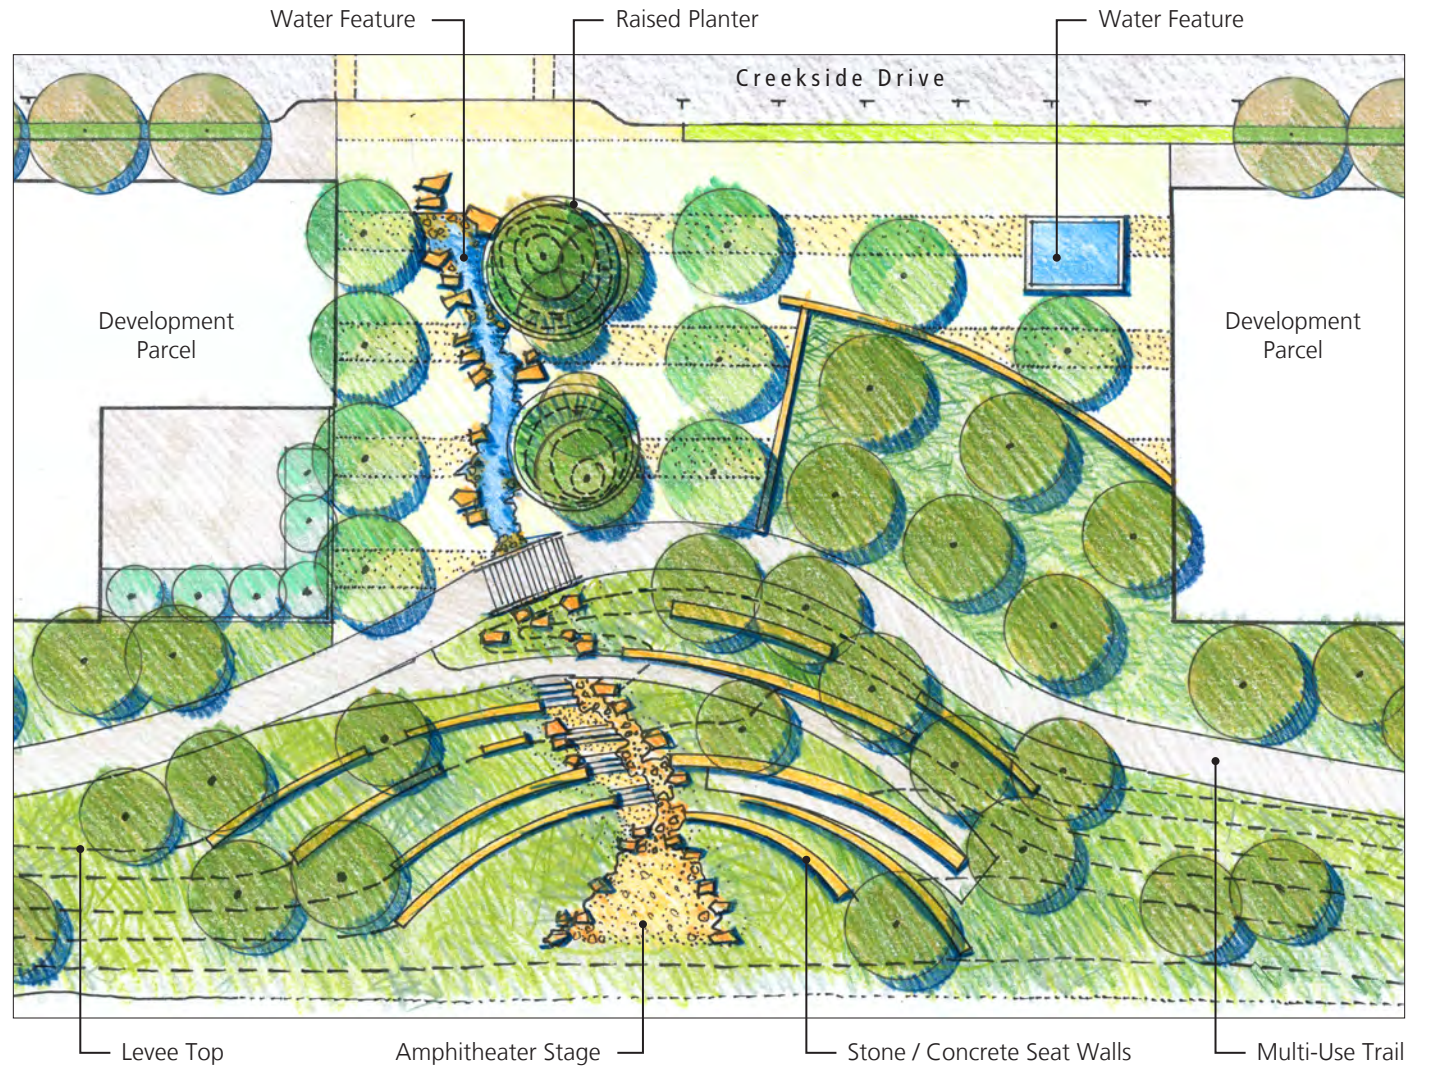 Water Feature
Raised Planter
Water Feature
Creekside Drive
Development
Parcel
Development
Parcel
Levee Top
Amphitheater Stage
Stone / Concrete Seat Walls
Multi-Use Trail